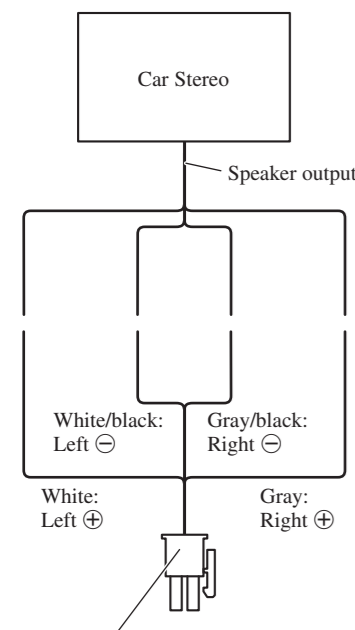 Car Stereo
Speaker output
White/black:
Left ⊖
Gray/black:
Right ⊖
White:
Left ⊕
Gray:
Right ⊕